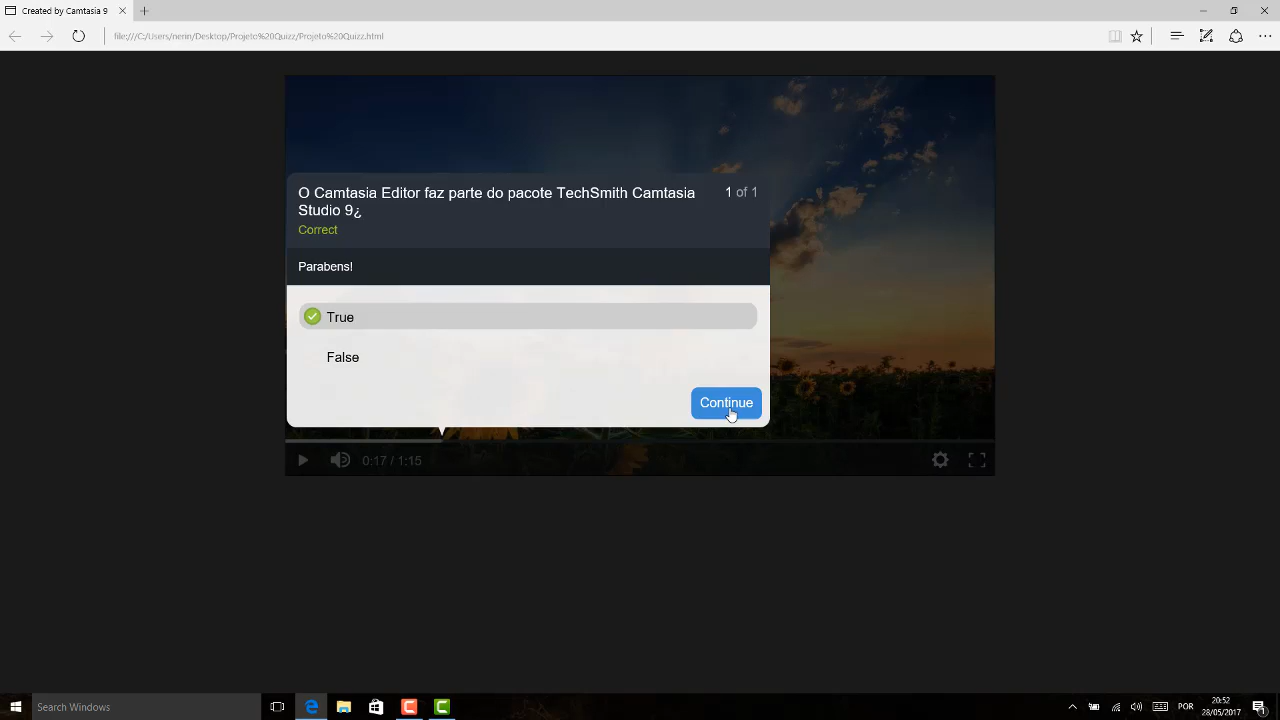 Created by Camtasia 9
file:///C:/Users/nerin/Desktop/Projeto%20Quizz/Projeto%20Quizz.html
O Camtasia Editor faz parte do pacote TechSmith Camtasia
Studio 9¿
1 of 1
Correct
Parabens!
True
False
Continue
0:17 / 1:15
Search Windows
POR
20:52
28/05/2017
1